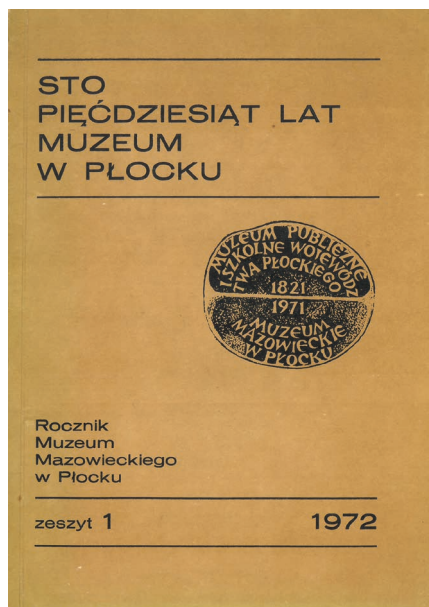 STO
PIĘĆDZIESIĄT LAT
MUZEUM
W PŁOCKU
MUZEUM PUBLICZNE
I SZKOLNE WOIEWÓDZ
TWA PŁOCKIEGO
1821
1971
MUZEUM
MAZOWIECKIE
W PŁOCKU
Rocznik
Muzeum
Mazowieckiego
w Płocku
zeszyt 1 1972